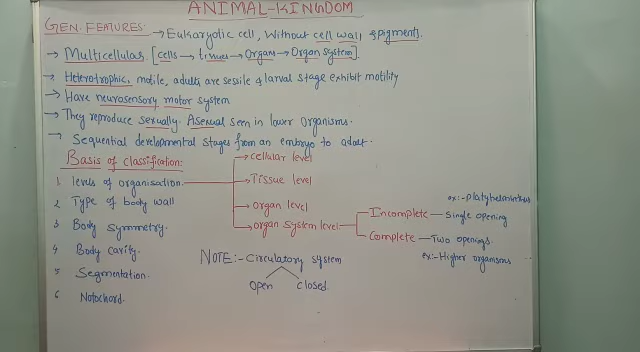 ANIMAL-KINGDOM
GEN. FEATURES:- → Eukaryotic cell, without cell wall & pigments.
→ Multicellular. [cells → tissues → Organs → Organ system].
→ Heterotrophic, motile, adults are sessile & larval stage exhibit motility
→ Have neurosensory motor system
→ They reproduce sexually. Asexual seen in lower organisms.
→ Sequential developmental stages from an embryo to adult.
Basis of classification:
1 levels of organisation → Cellular level
→ Tissue level
→ organ level
→ organ system level → Incomplete - Single opening
ex:- platyhelminthes
→ Complete - Two openings.
ex:- Higher organisms
2 Type of body wall
3 Body symmetry.
4 Body cavity.
5 Segmentation.
6 Notochord.
NOTE:- Circulatory system
open closed